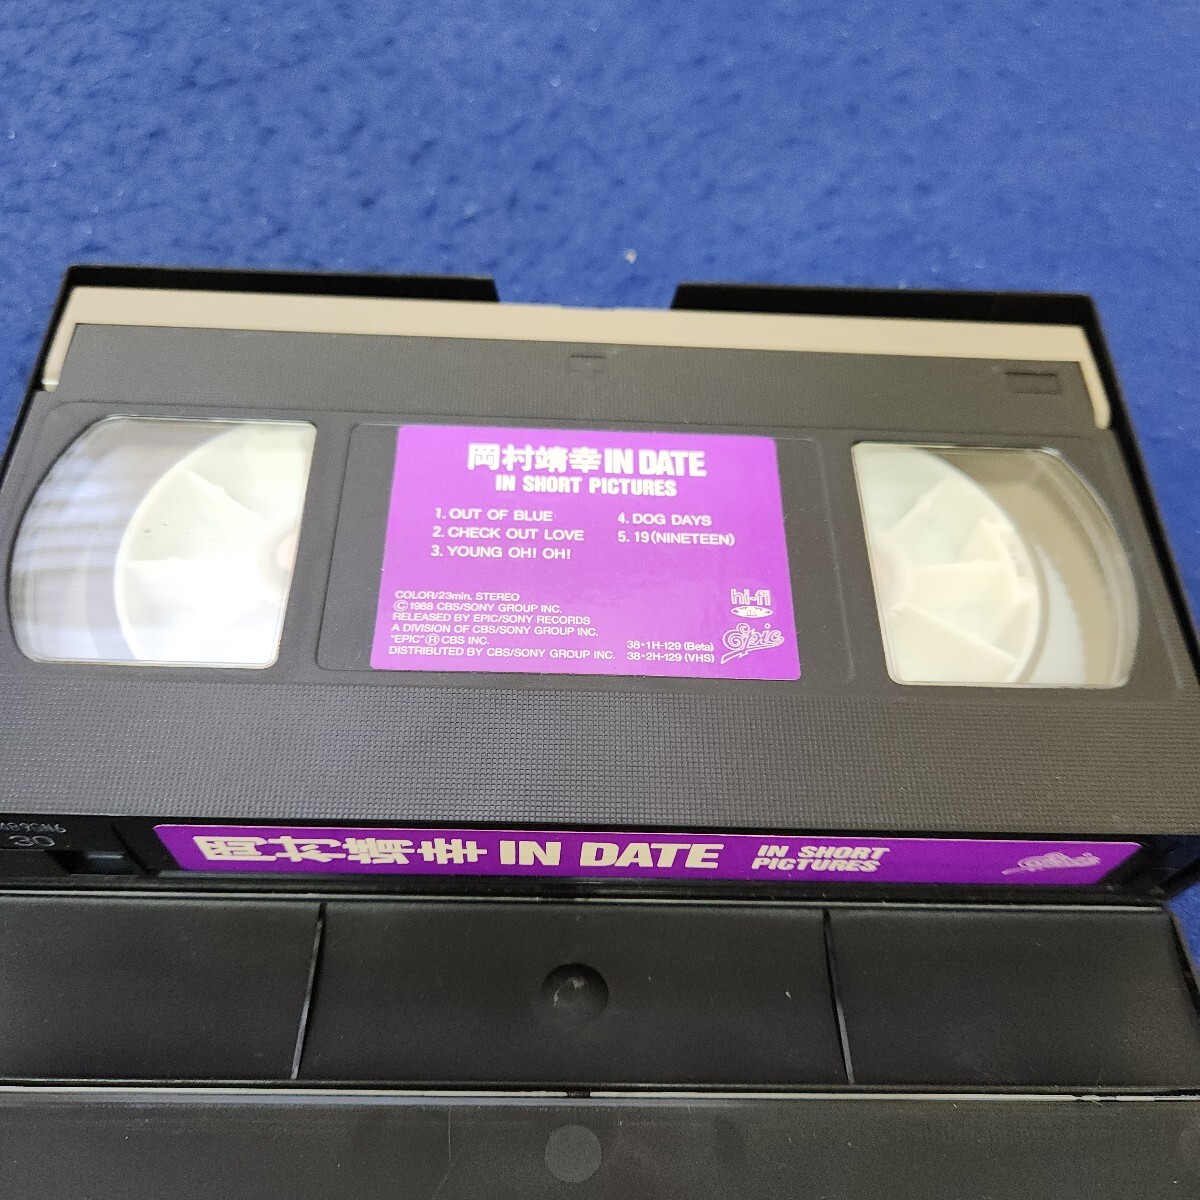 岡村靖幸 IN DATE
IN SHORT PICTURES
1. OUT OF BLUE
2. CHECK OUT LOVE
3. YOUNG OH! OH!
4. DOG DAYS
5. 19 (NINETEEN)
COLOR/23min. STEREO
Ⓒ1988 CBS/SONY GROUP INC.
RELEASED BY EPIC/SONY RECORDS
A DIVISION OF CBS/SONY GROUP INC.
"EPIC"Ⓡ CBS INC.
DISTRIBUTED BY CBS/SONY GROUP INC.
hi-fi
38・1H-129 (Beta)
38・2H-129 (VHS)
Epic
30
岡村靖幸 IN DATE
IN SHORT
PICTURES